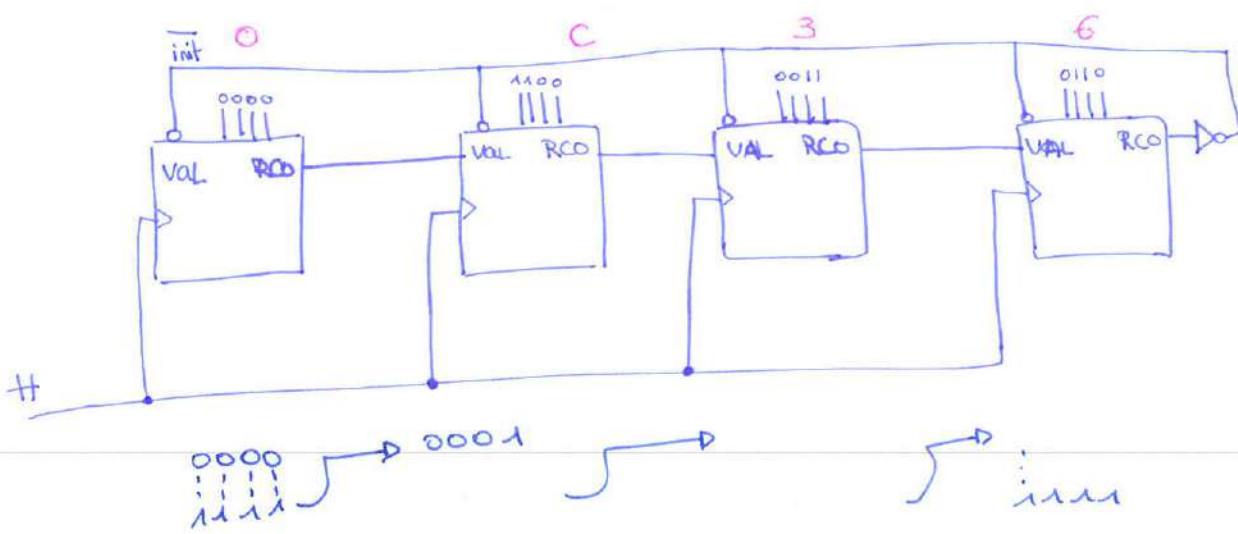 0 C 3 6
init
0000 1100 0011 0110
VAL RCO VAL RCO VAL RCO VAL RCO
H
0000 0001
1111 1111